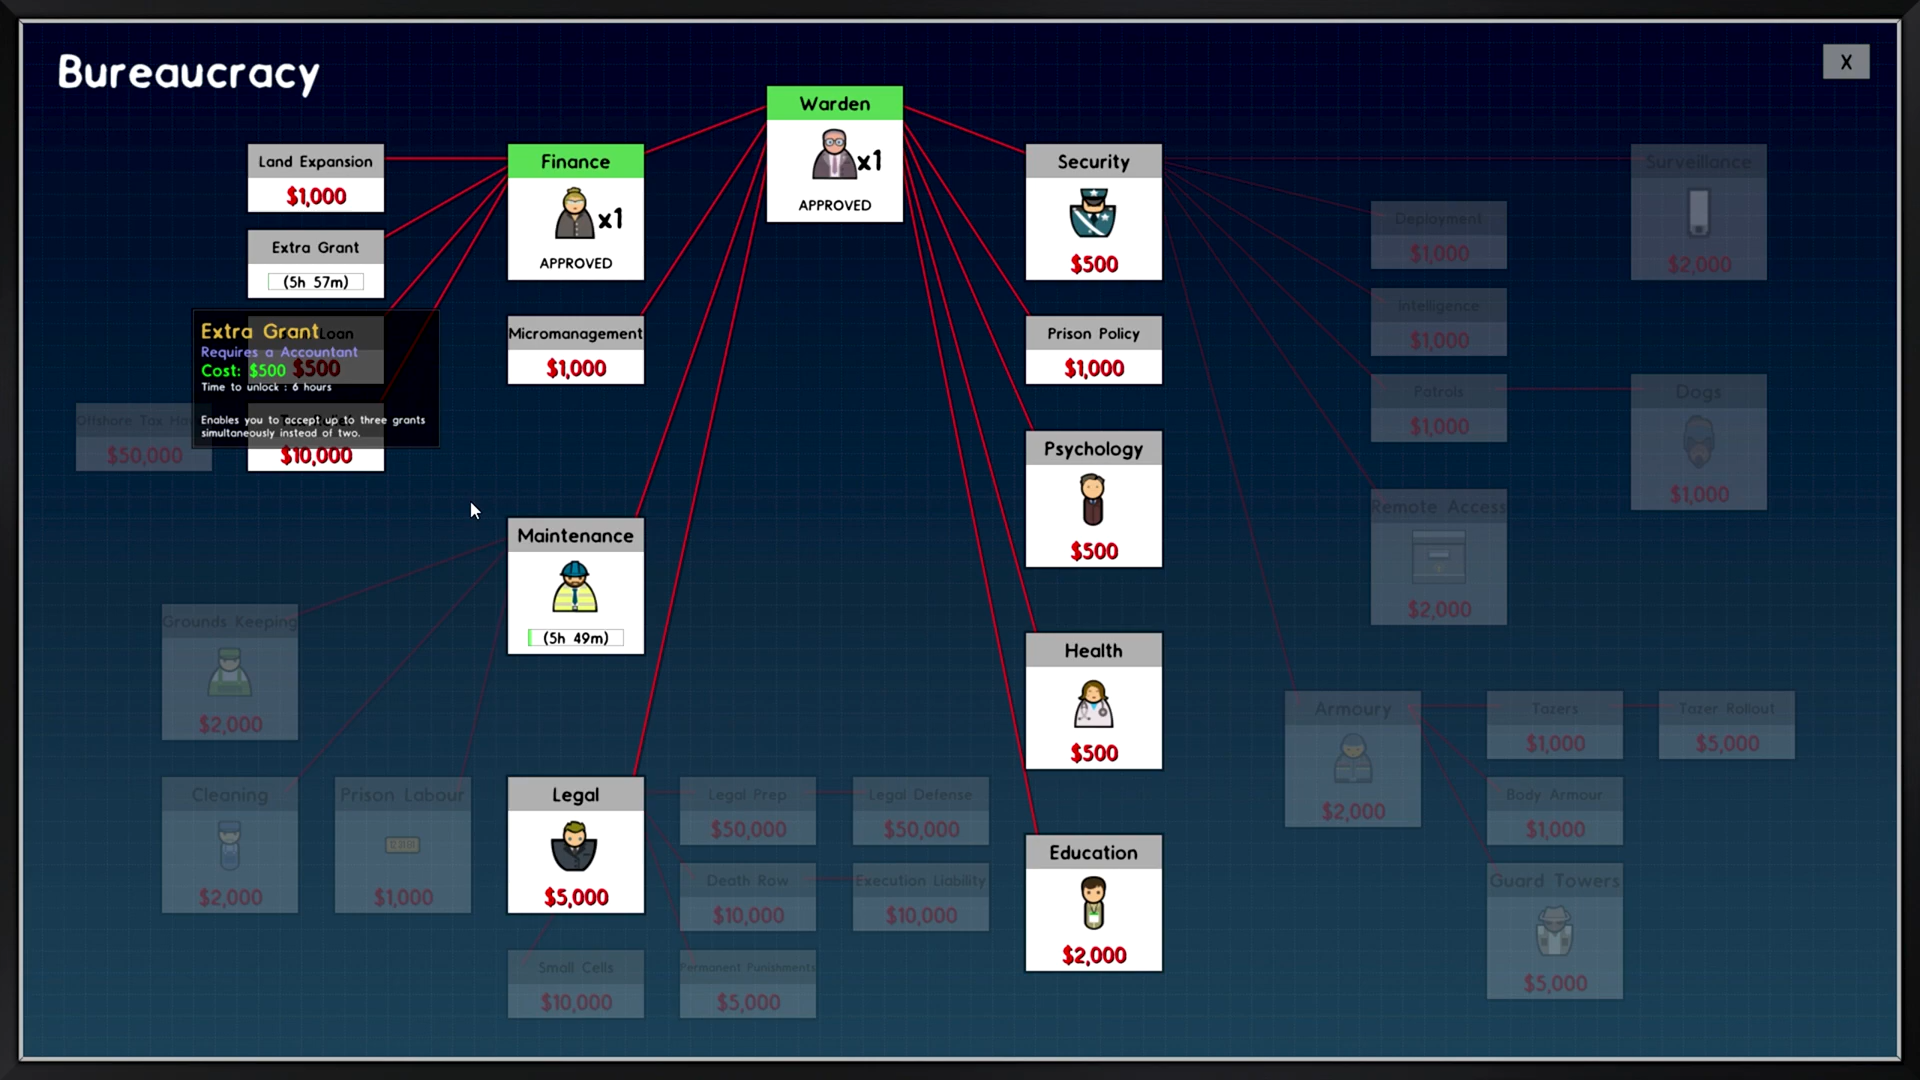 Bureaucracy
X
Warden
x1
APPROVED
Land Expansion
$1,000
Finance
x1
APPROVED
Security
$500
Surveillance
$2,000
Extra Grant
(5h 57m)
Deployment
$1,000
Intelligence
$1,000
Loan
$500
Extra Grant
Requires a Accountant
Cost: $500
Time to unlock : 6 hours
Enables you to accept up to three grants
simultaneously instead of two.
Micromanagement
$1,000
Prison Policy
$1,000
Patrols
$1,000
Dogs
$1,000
Offshore Tax Ha
$50,000
$10,000
Psychology
$500
Remote Access
$2,000
Maintenance
(5h 49m)
Grounds Keeping
$2,000
Health
$500
Armoury
$2,000
Tazers
$1,000
Tazer Rollout
$5,000
Cleaning
$2,000
Prison Labour
$1,000
Legal
$5,000
Legal Prep
$50,000
Legal Defense
$50,000
Body Armour
$1,000
Education
$2,000
Death Row
$10,000
Execution Liability
$10,000
Guard Towers
$5,000
Small Cells
$10,000
Permanent Punishments
$5,000